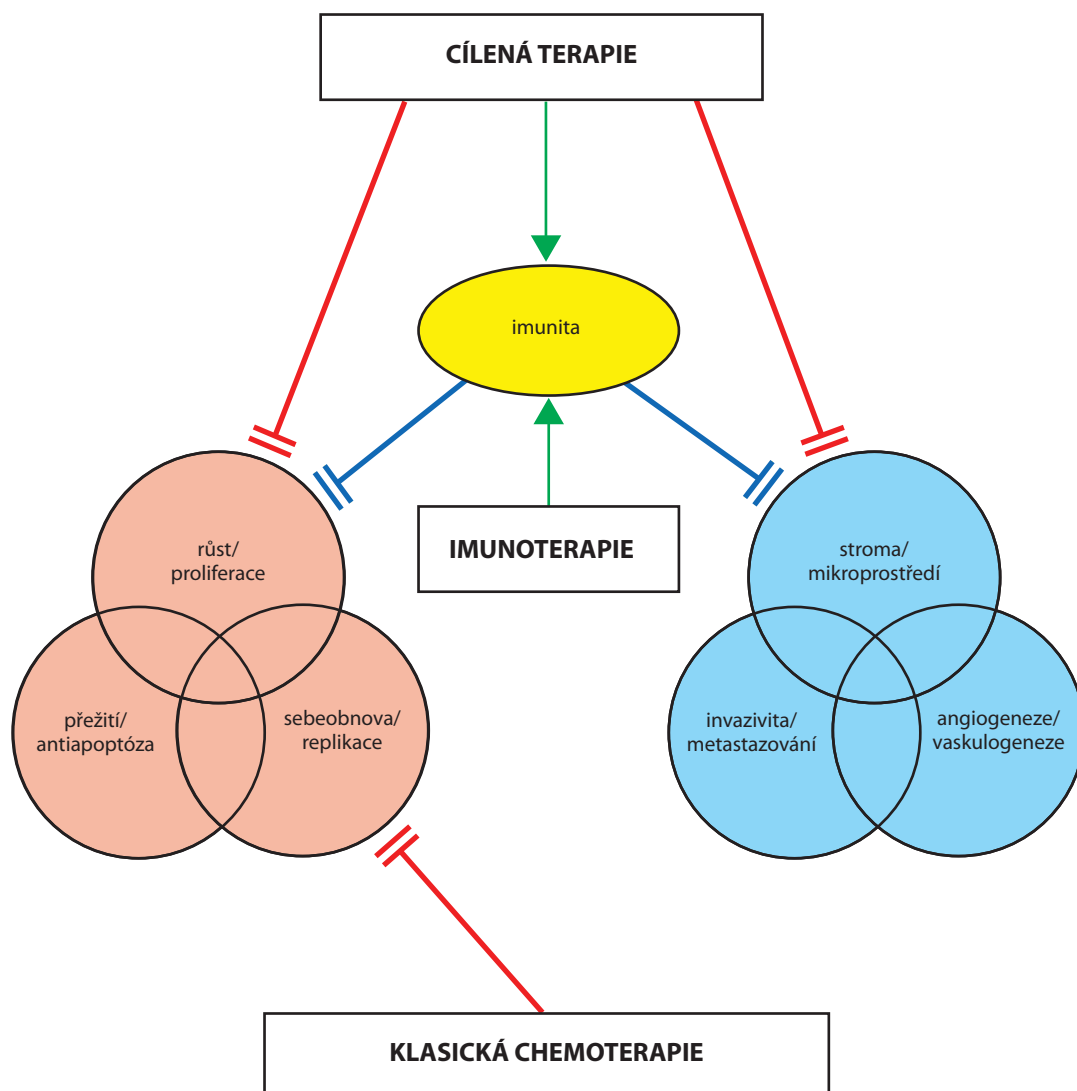 CÍLENÁ TERAPIE
imunita
IMUNOTERAPIE
růst/
proliferace
přežití/
antiapoptóza
sebeobnova/
replikace
stroma/
mikroprostředí
invazivita/
metastazování
angiogeneze/
vaskulogeneze
KLASICKÁ CHEMOTERAPIE